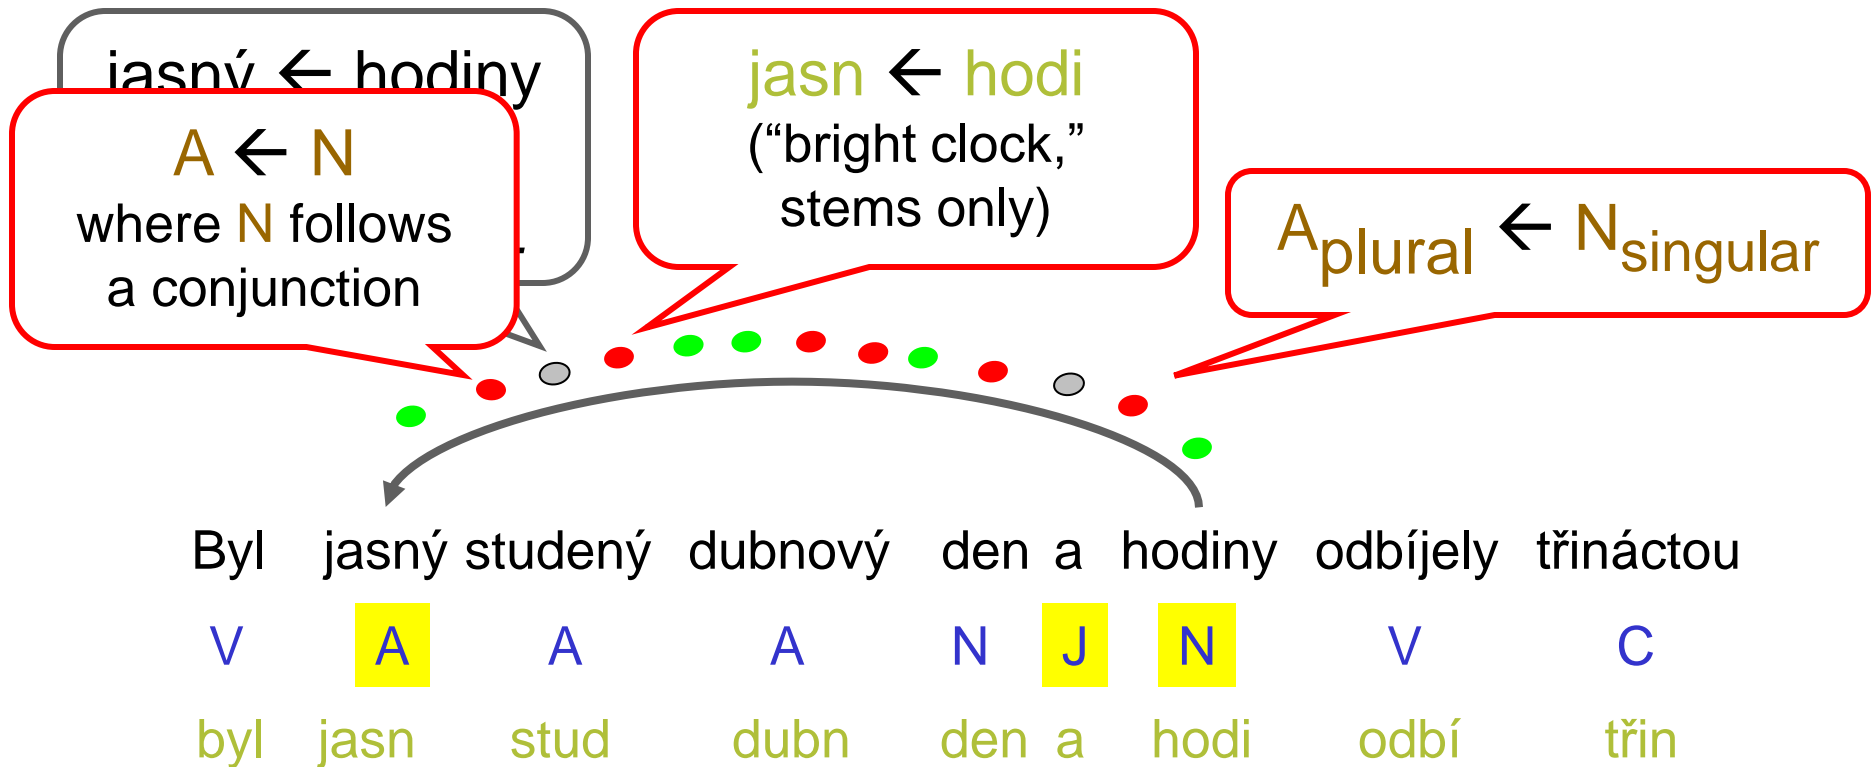 jasný ← hodiny
A ← N
where N follows
a conjunction
jasn ← hodi
(“bright clock,”
stems only)
Aplural ← Nsingular
Byl jasný studený dubnový den a hodiny odbíjely třináctou
V A A A N J N V C
byl jasn stud dubn den a hodi odbí třin